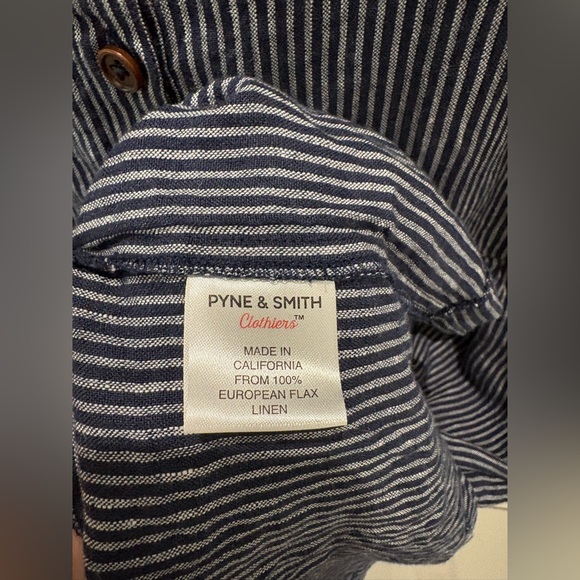 PYNE & SMITH
Clothiers™
MADE IN
CALIFORNIA
FROM 100%
EUROPEAN FLAX
LINEN